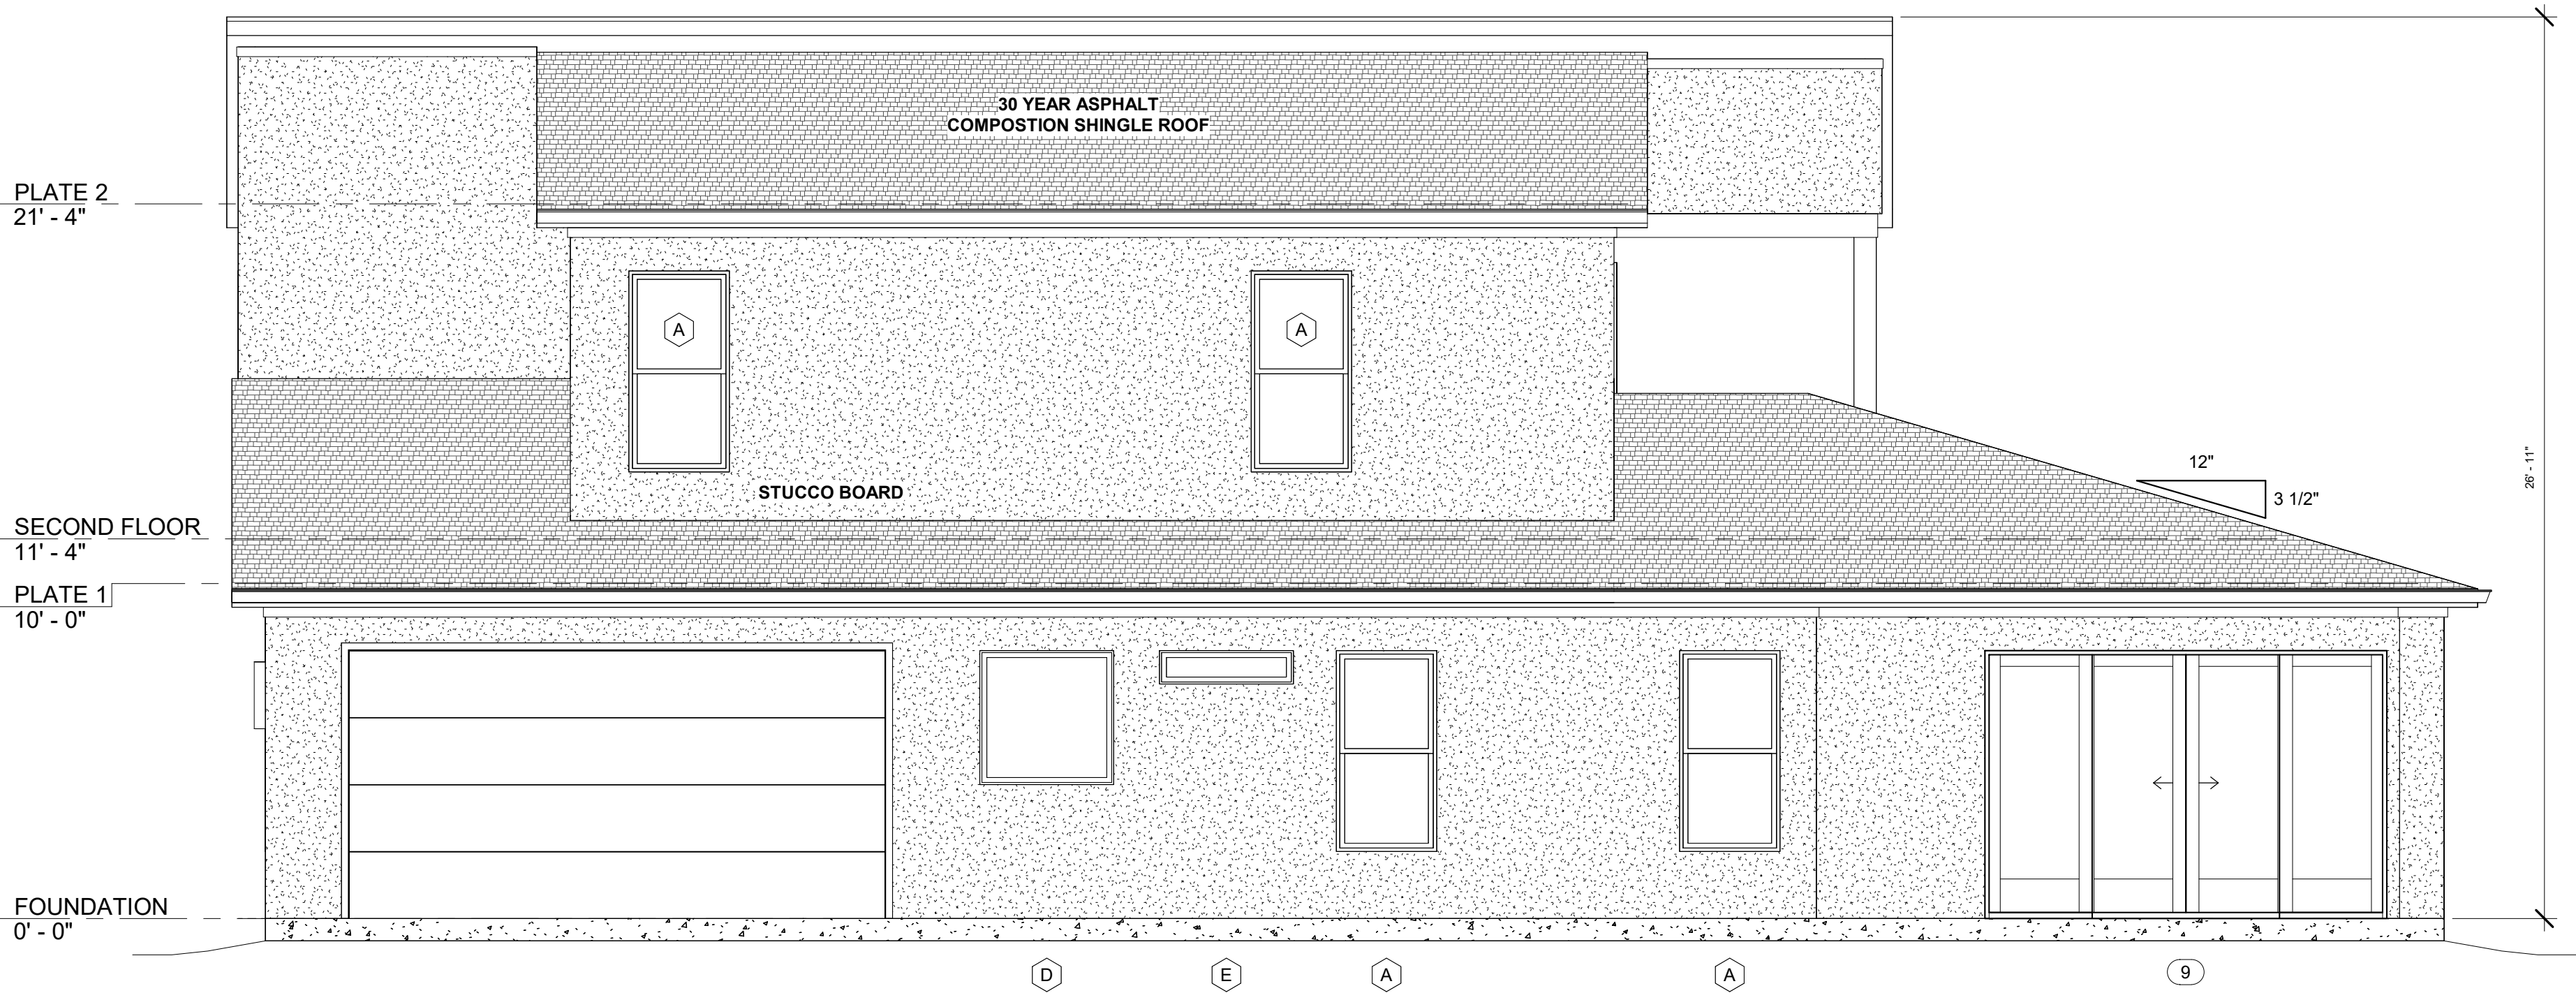 30 YEAR ASPHALT
COMPOSTION SHINGLE ROOF
PLATE 2
21' - 4"
A
A
12"
3 1/2"
26' - 11"
STUCCO BOARD
SECOND FLOOR
11' - 4"
PLATE 1
10' - 0"
FOUNDATION
0' - 0"
D
E
A
A
9